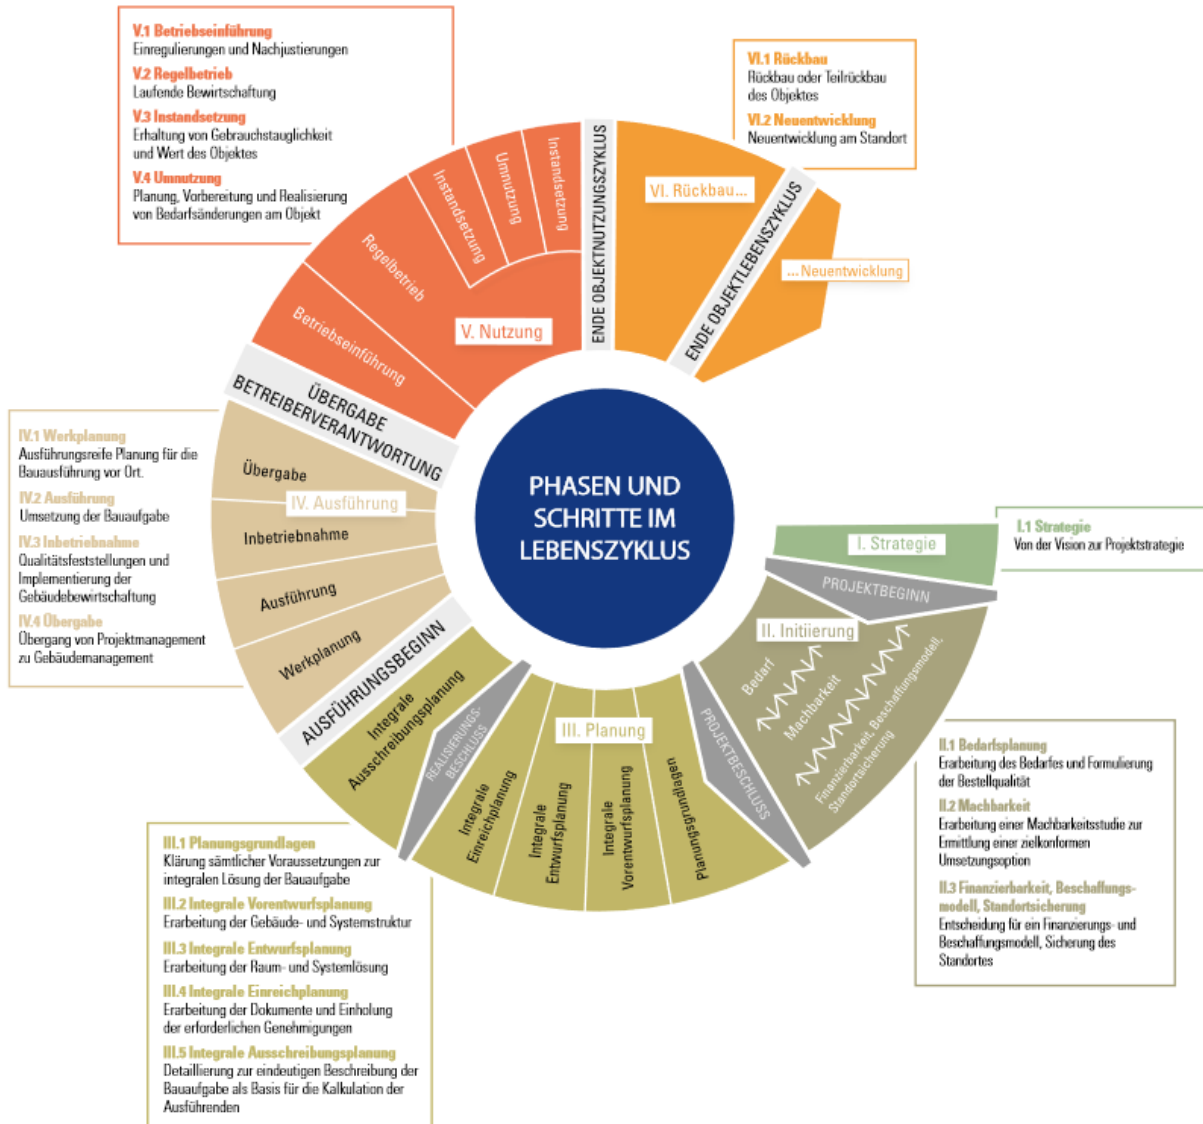 V.1 Betriebseinführung
Einregulierungen und Nachjustierungen
V.2 Regelbetrieb
Laufende Bewirtschaftung
V.3 Instandsetzung
Erhaltung von Gebrauchstauglichkeit
und Wert des Objektes
V.4 Umnutzung
Planung, Vorbereitung und Realisierung
von Bedarfsänderungen am Objekt
VI.1 Rückbau
Rückbau oder Teilrückbau
des Objektes
VI.2 Neuentwicklung
Neuentwicklung am Standort
Betriebseinführung
Regelbetrieb
Instandsetzung
Umnutzung
Instandsetzung
V. Nutzung
ENDE OBJEKTNUTZUNGSZYKLUS
VI. Rückbau...
ENDE OBJEKTLEBENSZYKLUS
... Neuentwicklung
ÜBERGABE
BETREIBERVERANTWORTUNG
IV.1 Werkplanung
Ausführungsreife Planung für die
Bauausführung vor Ort.
IV.2 Ausführung
Umsetzung der Bauaufgabe
IV.3 Inbetriebnahme
Qualitätsfeststellungen und
Implementierung der
Gebäudebewirtschaftung
IV.4 Übergabe
Übergang von Projektmanagement
zu Gebäudemanagement
Übergabe
IV. Ausführung
Inbetriebnahme
Ausführung
Werkplanung
AUSFÜHRUNGSBEGINN
PHASEN UND
SCHRITTE IM
LEBENSZYKLUS
I. Strategie
I.1 Strategie
Von der Vision zur Projektstrategie
PROJEKTBEGINN
II. Initiierung
Bedarf
Machbarkeit
Finanzierbarkeit, Beschaffungsmodell,
Standortsicherung
PROJEKTBESCHLUSS
III. Planung
Planungsgrundlagen
Integrale
Vorentwurfsplanung
Integrale
Entwurfsplanung
Integrale
Einreichplanung
REALISIERUNGS-
BESCHLUSS
Integrale
Ausschreibungsplanung
II.1 Bedarfsplanung
Erarbeitung des Bedarfes und Formulierung
der Bestellqualität
II.2 Machbarkeit
Erarbeitung einer Machbarkeitsstudie zur
Ermittlung einer zielkonformen
Umsetzungsoption
II.3 Finanzierbarkeit, Beschaffungs-
modell, Standortsicherung
Entscheidung für ein Finanzierungs- und
Beschaffungsmodell, Sicherung des
Standortes
III.1 Planungsgrundlagen
Klärung sämtlicher Voraussetzungen zur
integralen Lösung der Bauaufgabe
III.2 Integrale Vorentwurfsplanung
Erarbeitung der Gebäude- und Systemstruktur
III.3 Integrale Entwurfsplanung
Erarbeitung der Raum- und Systemlösung
III.4 Integrale Einreichplanung
Erarbeitung der Dokumente und Einholung
der erforderlichen Genehmigungen
III.5 Integrale Ausschreibungsplanung
Detaillierung zur eindeutigen Beschreibung der
Bauaufgabe als Basis für die Kalkulation der
Ausführenden